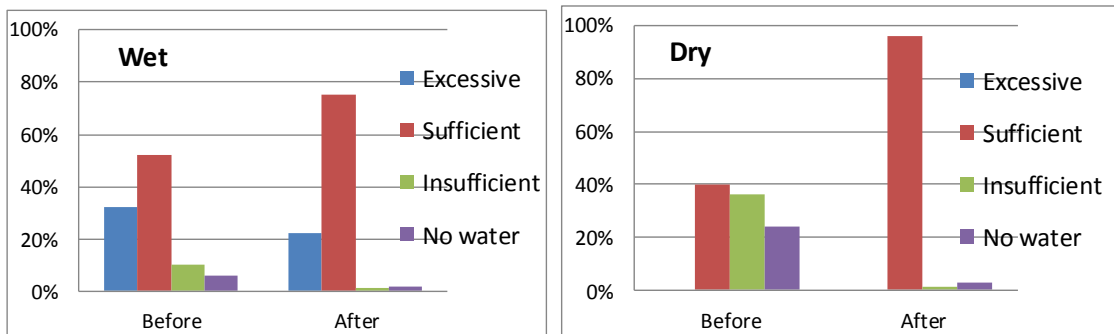 Wet
100%
80%
60%
40%
20%
0%
Before
After
Excessive
Sufficient
Insufficient
No water
Dry
100%
80%
60%
40%
20%
0%
Before
After
Excessive
Sufficient
Insufficient
No water